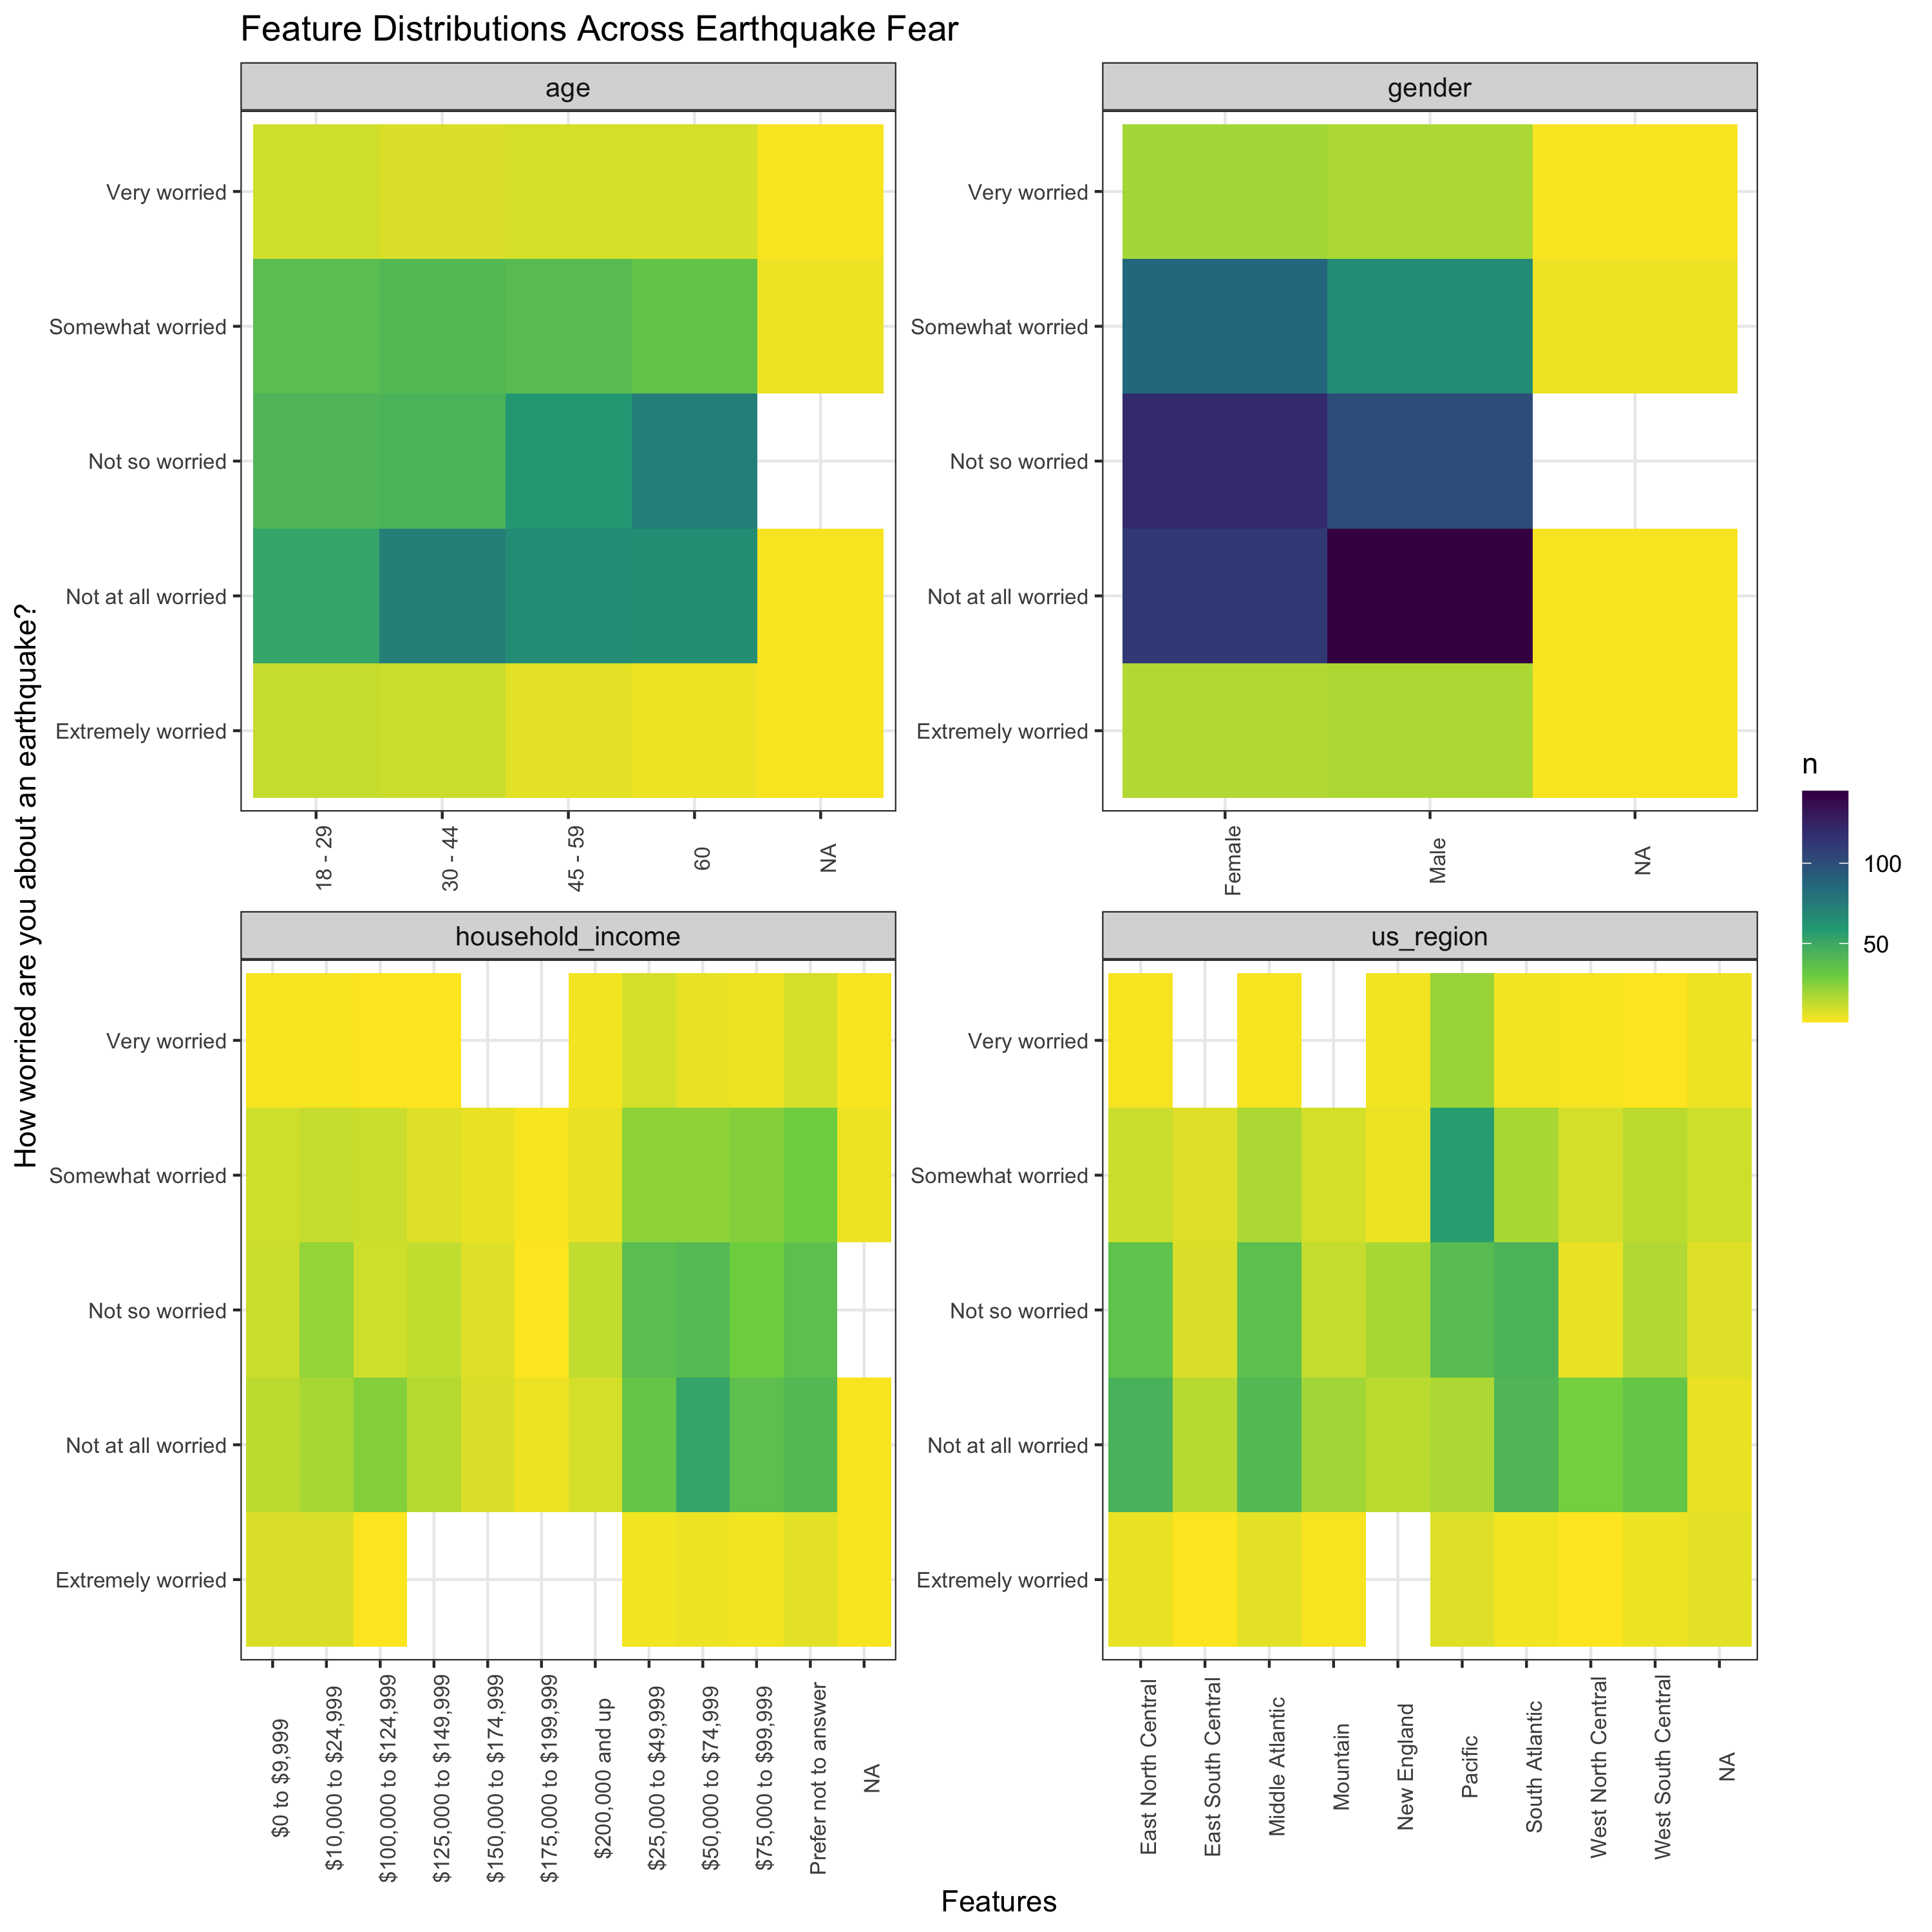 Feature Distributions Across Earthquake Fear
age
gender
Very worried
Somewhat worried
Not so worried
Not at all worried
Extremely worried
18 - 29
30 - 44
45 - 59
60
NA
Very worried
Somewhat worried
Not so worried
Not at all worried
Extremely worried
Female
Male
NA
How worried are you about an earthquake?
household_income
us_region
Very worried
Somewhat worried
Not so worried
Not at all worried
Extremely worried
$0 to $9,999
$10,000 to $24,999
$100,000 to $124,999
$125,000 to $149,999
$150,000 to $174,999
$175,000 to $199,999
$200,000 and up
$25,000 to $49,999
$50,000 to $74,999
$75,000 to $99,999
Prefer not to answer
NA
Very worried
Somewhat worried
Not so worried
Not at all worried
Extremely worried
East North Central
East South Central
Middle Atlantic
Mountain
New England
Pacific
South Atlantic
West North Central
West South Central
NA
Features
n
100
50